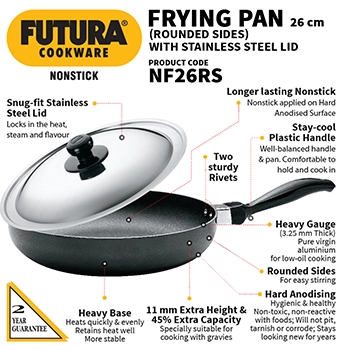 FUTURA®
COOKWARE
NONSTICK
FRYING PAN 26 cm
(ROUNDED SIDES)
WITH STAINLESS STEEL LID
PRODUCT CODE
NF26RS
Snug-fit Stainless
Steel Lid
Locks in the heat,
steam and flavour
Longer lasting Nonstick
Nonstick applied on Hard
Anodised Surface
Stay-cool
Plastic Handle
Well-balanced handle
& pan. Comfortable to
hold and cook in
Two
sturdy
Rivets
Heavy Gauge
(3.25 mm Thick)
Pure virgin
aluminium
for low-oil cooking
Rounded Sides
For easy stirring
Hard Anodising
Hygienic & healthy
Non-toxic, non-reactive
with foods; Will not pit,
tarnish or corrode; Stays
looking new for years
11 mm Extra Height &
45% Extra Capacity
Specially suitable for
cooking with gravies
Heavy Base
Heats quickly & evenly
Retains heat well
More stable
2
YEAR
GUARANTEE